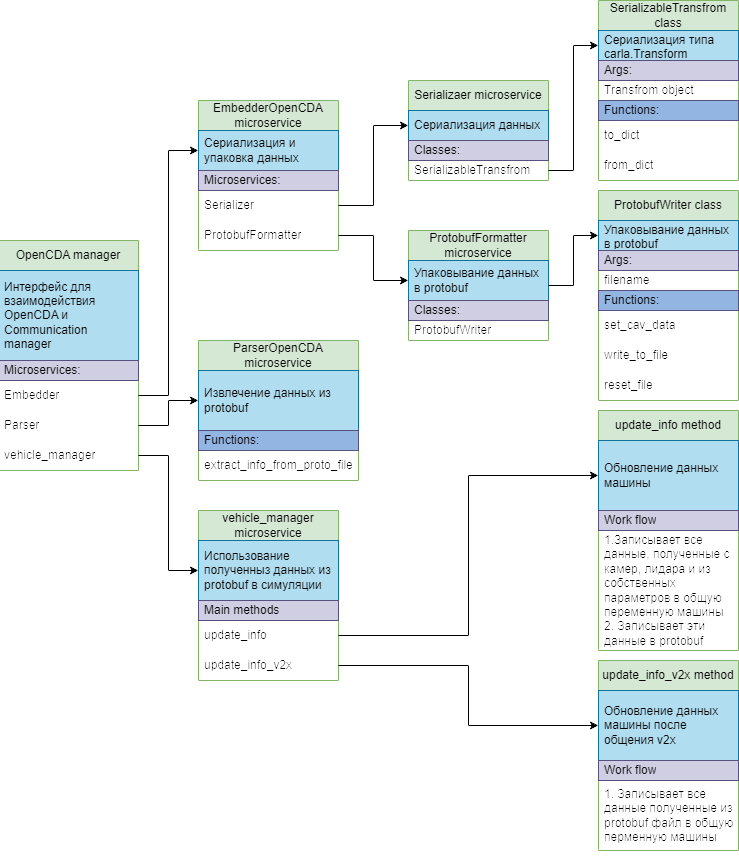 OpenCDA manager
Интерфейс для
взаимодействия
OpenCDA и
Communication
manager
Microservices:
Embedder
Parser
vehicle_manager
EmbedderOpenCDA
microservice
Сериализация и
упаковка данных
Microservices:
Serializer
ProtobufFormatter
ParserOpenCDA
microservice
Извлечение данных из
protobuf
Functions:
extract_info_from_proto_file
vehicle_manager
microservice
Использование
полученныз данных из
protobuf в симуляции
Main methods
update_info
update_info_v2x
Serializaer microservice
Сериализация данных
Classes:
SerializableTransfrom
ProtobufFormatter
microservice
Упаковывание данных
в protobuf
Classes:
ProtobufWriter
SerializableTransfrom
class
Сериализация типа
carla.Transform
Args:
Transfrom object
Functions:
to_dict
from_dict
ProtobufWriter class
Упаковывание данных
в protobuf
Args:
filename
Functions:
set_cav_data
write_to_file
reset_file
update_info method
Обновление данных
машины
Work flow
1.Записывает все
данные, полученные с
камер, лидара и из
собственных
параметров в общую
переменную машины
2. Записывает эти
данные в protobuf
update_info_v2x method
Обновление данных
машины после
общения v2x
Work flow
1. Записывает все
данные полученные из
protobuf файл в общую
перменную машины